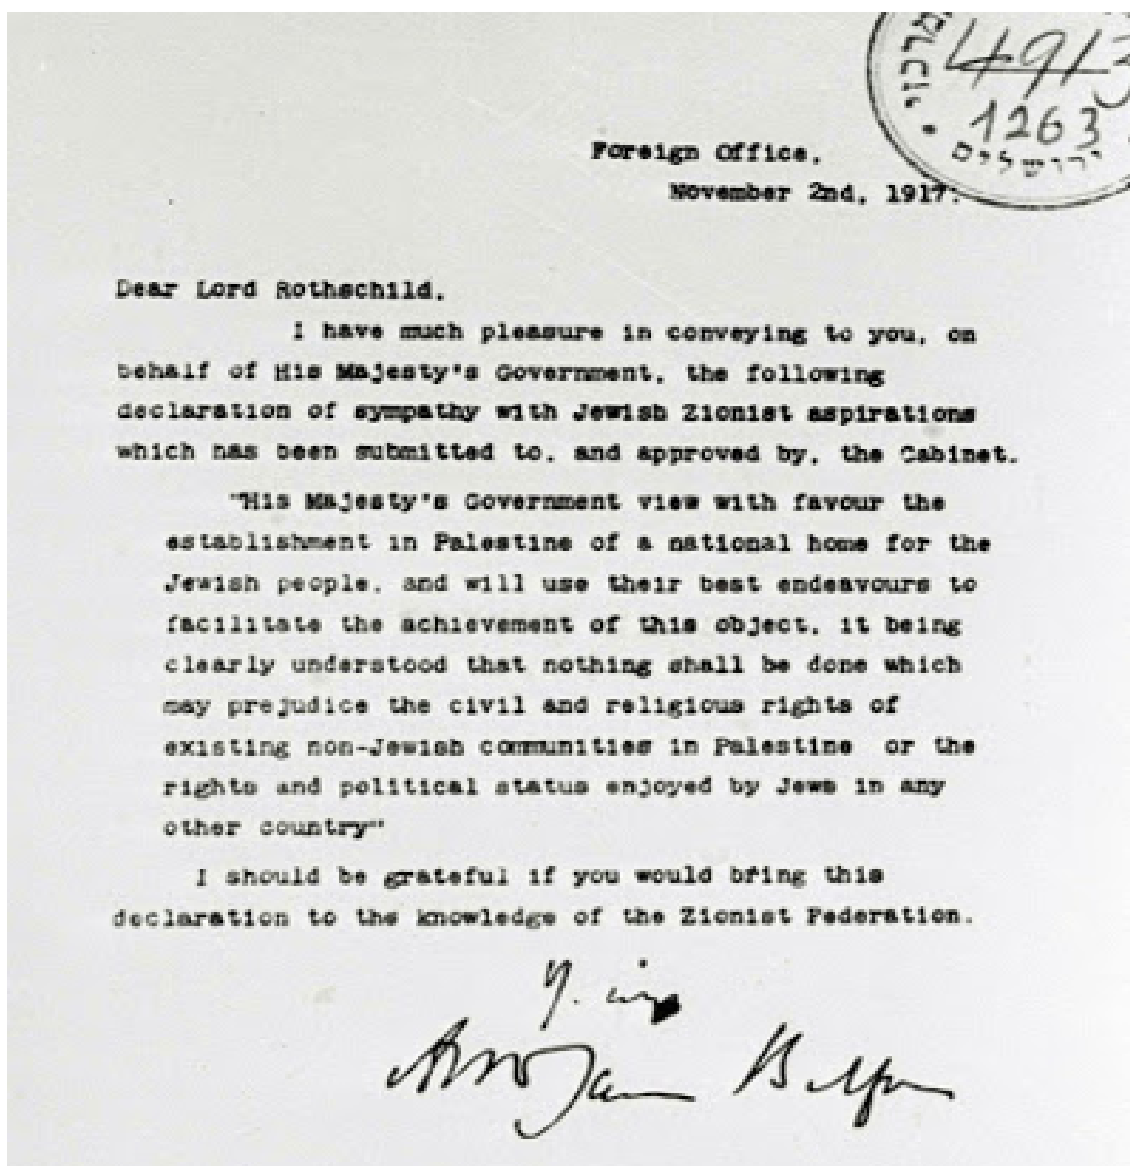 מרכזי
4913
1263
ירושלים
Foreign Office,
November 2nd, 1917.
Dear Lord Rothschild,
I have much pleasure in conveying to you, on
behalf of His Majesty's Government, the following
declaration of sympathy with Jewish Zionist aspirations
which has been submitted to, and approved by, the Cabinet.
"His Majesty's Government view with favour the
establishment in Palestine of a national home for the
Jewish people, and will use their best endeavours to
facilitate the achievement of this object, it being
clearly understood that nothing shall be done which
may prejudice the civil and religious rights of
existing non-Jewish communities in Palestine or the
rights and political status enjoyed by Jews in any
other country"
I should be grateful if you would bring this
declaration to the knowledge of the Zionist Federation.
Arthur James Balfour